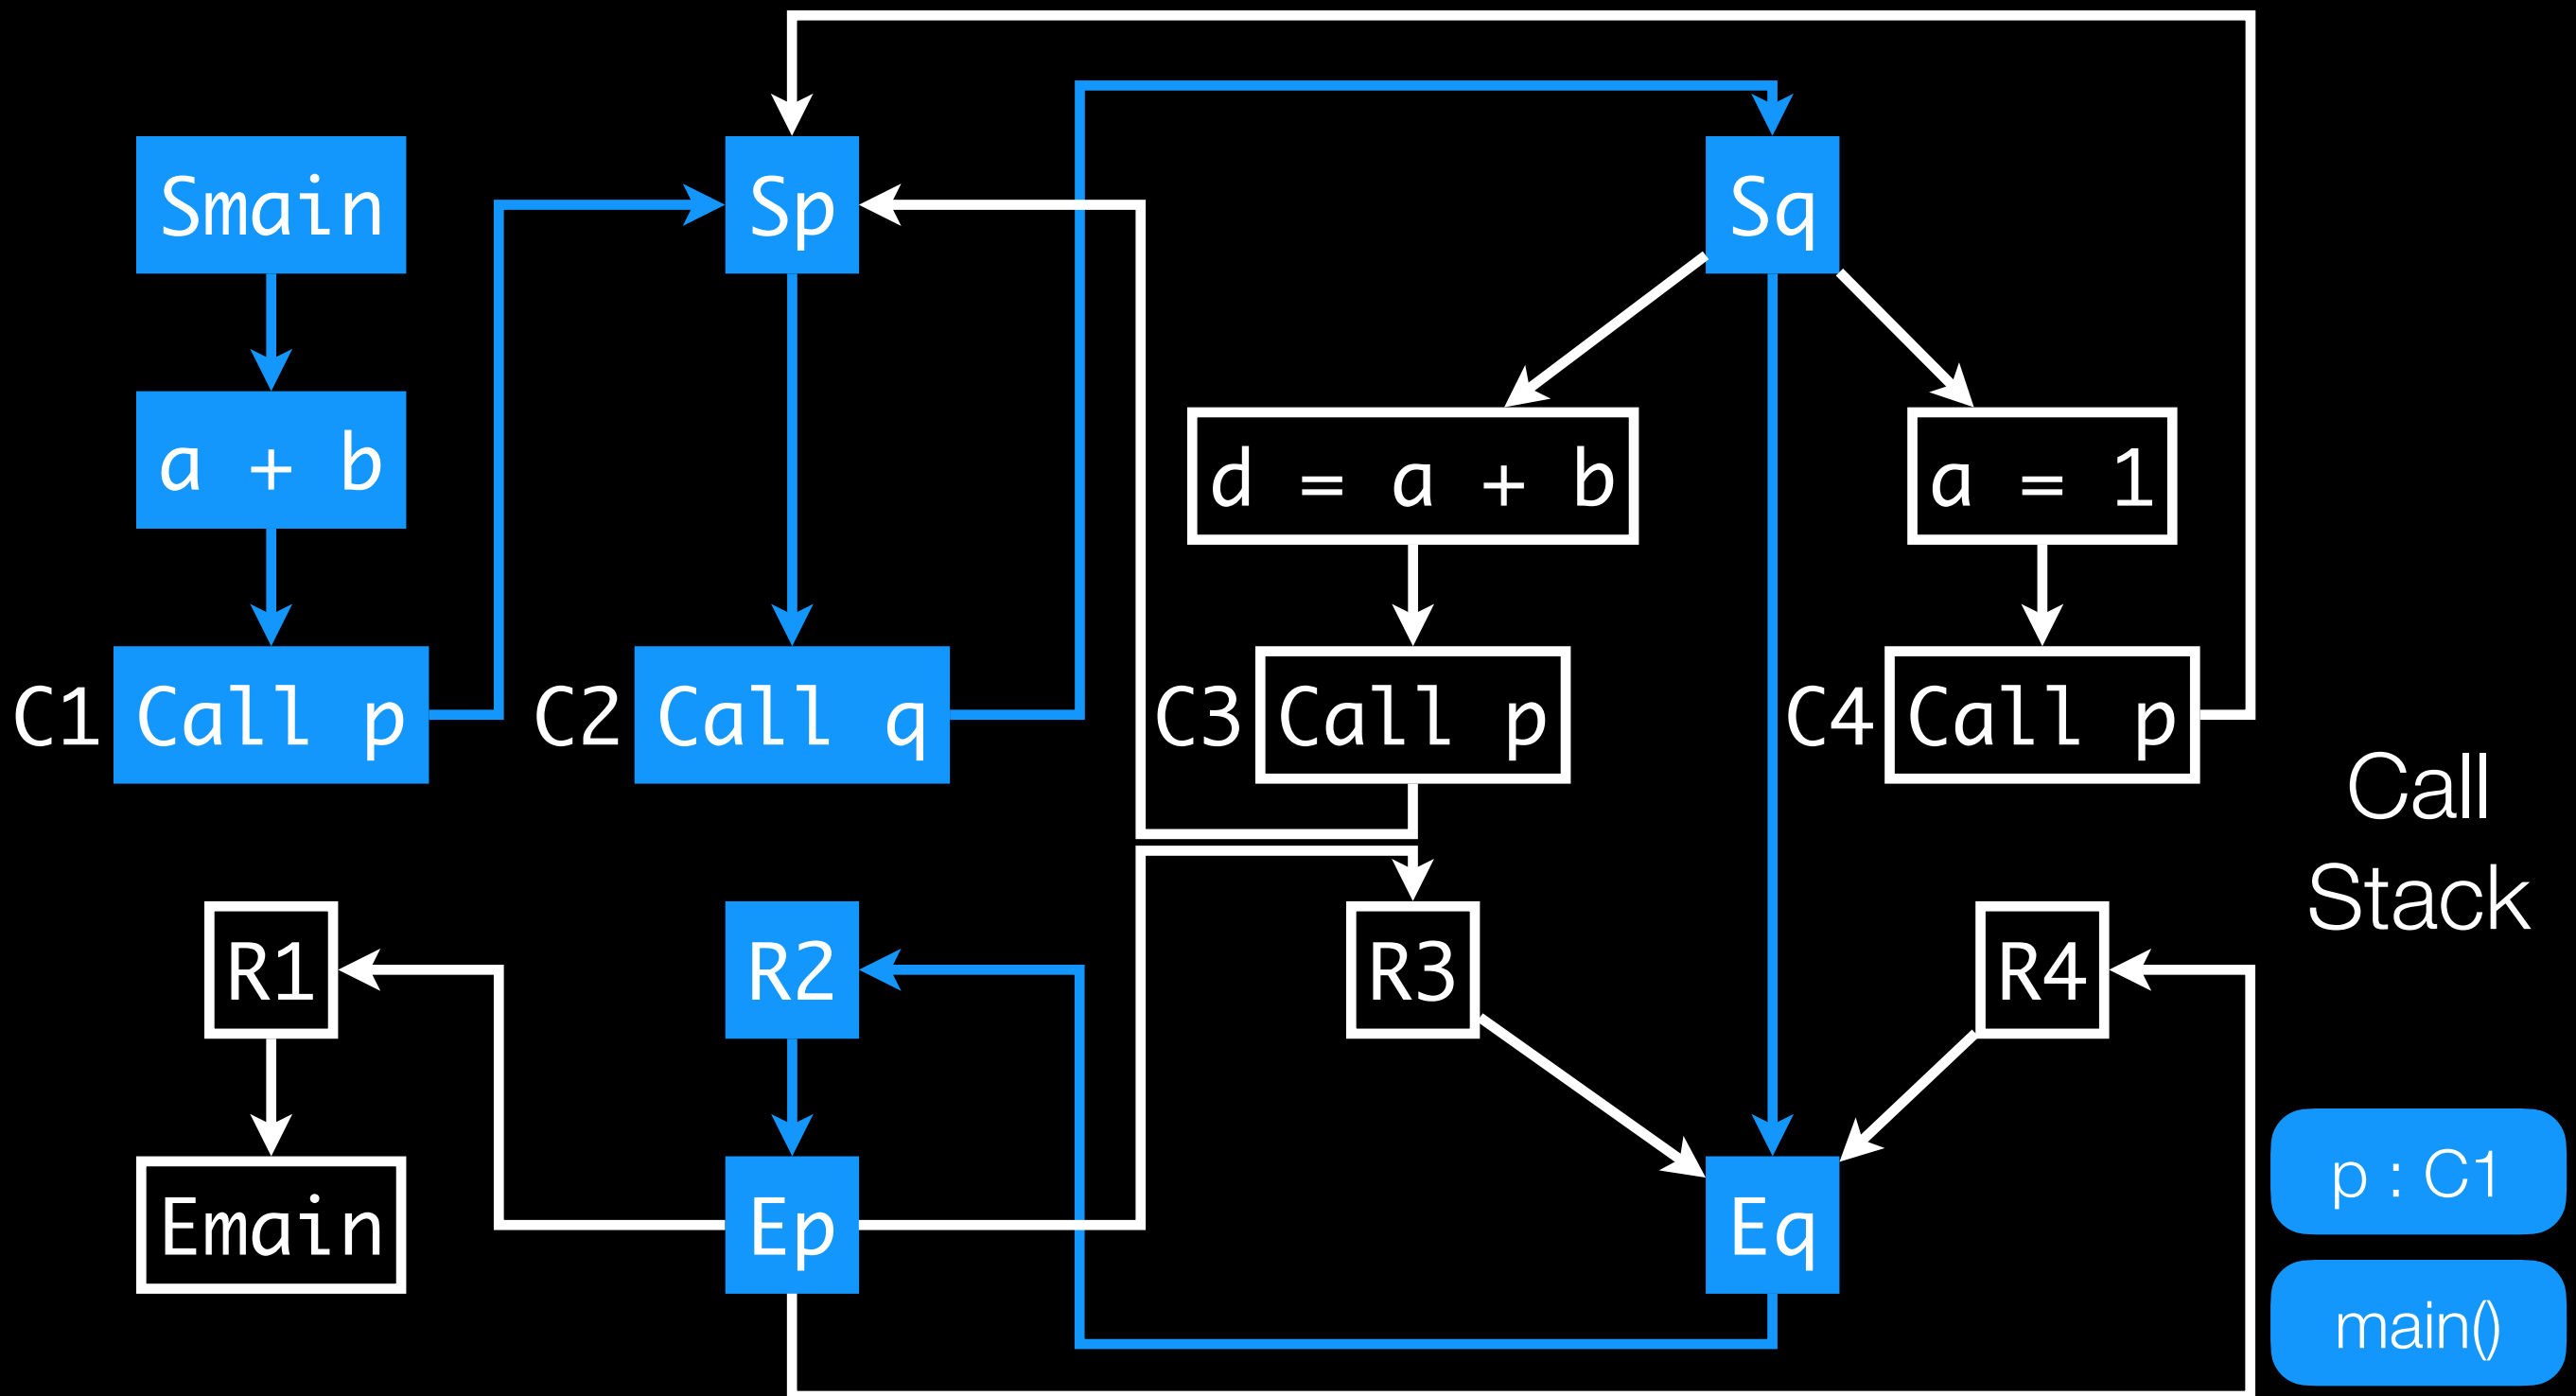 Smain
Sp
Sq
a + b
d = a + b
a = 1
C1 Call p
C2 Call q
C3 Call p
C4 Call p
Call
Stack
R1
R2
R3
R4
Emain
Ep
Eq
p : C1
main()